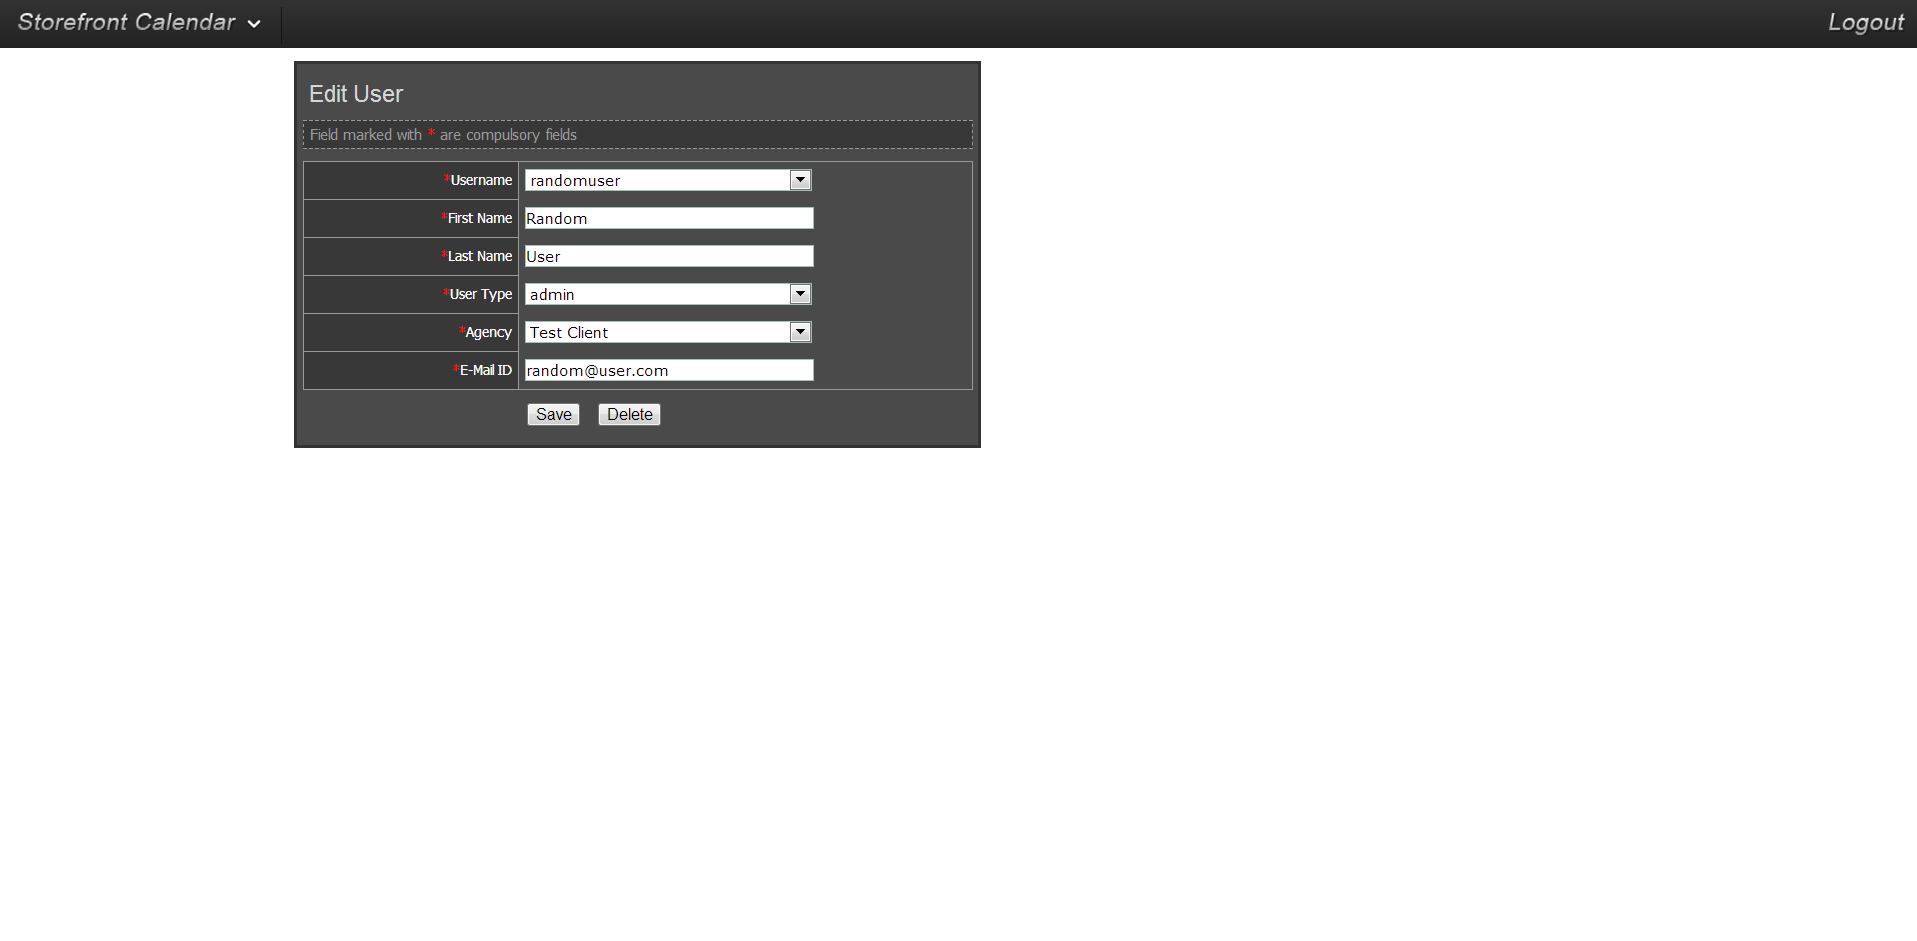 Storefront Calendar
Logout
Edit User
Field marked with * are compulsory fields
*Username randomuser
*First Name Random
*Last Name User
*User Type admin
*Agency Test Client
*E-Mail ID random@user.com
Save Delete